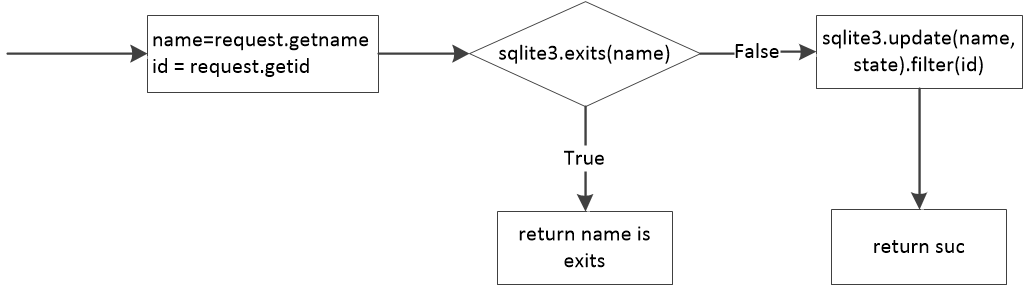 name=request.getname
id = request.getid
sqlite3.exits(name)
False
sqlite3.update(name,
state).filter(id)
True
return name is
exits
return suc